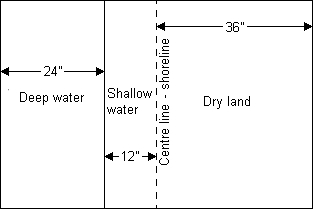 36"
24"
Deep water
Shallow
water
Centre line - shoreline
Dry land
12"